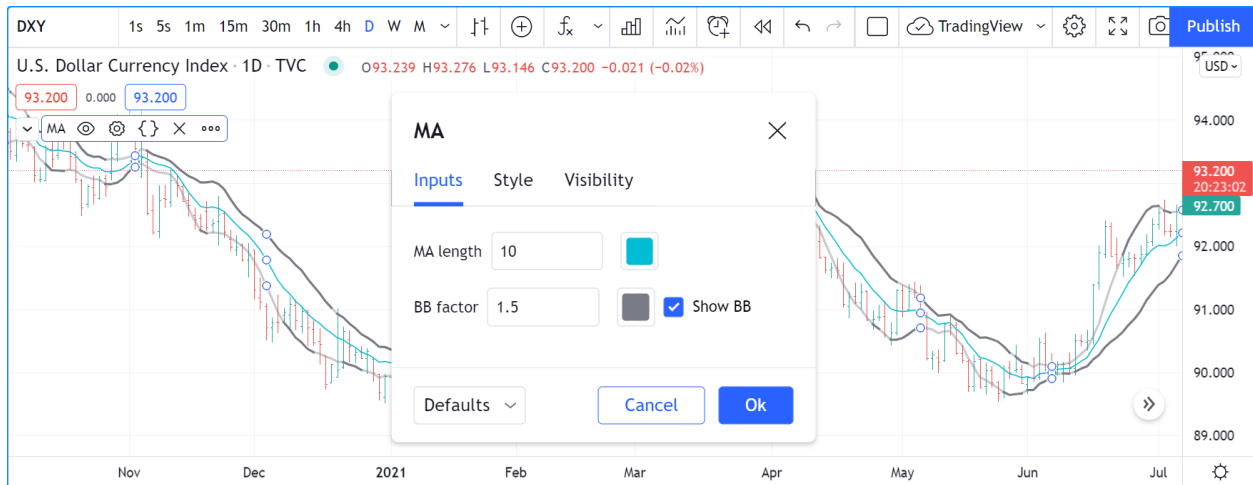 DXY 1s 5s 1m 15m 30m 1h 4h D W M fx TradingView Publish
U.S. Dollar Currency Index · 1D · TVC O93.239 H93.276 L93.146 C93.200 −0.021 (−0.02%)
95.000
USD
93.200 0.000 93.200
MA
94.000
MA
93.200
20:23:02
Inputs Style Visibility
92.700
MA length 10
92.000
BB factor 1.5 Show BB
91.000
90.000
Defaults Cancel Ok
89.000
Nov Dec 2021 Feb Mar Apr May Jun Jul